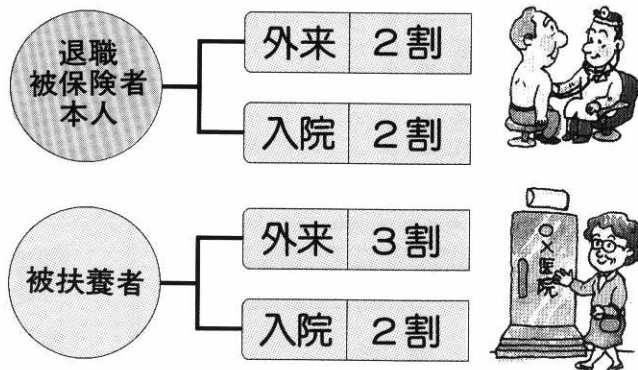 退職
被保険者
本人
外来 2割
入院 2割
被扶養者
外来 3割
入院 2割
○×医院